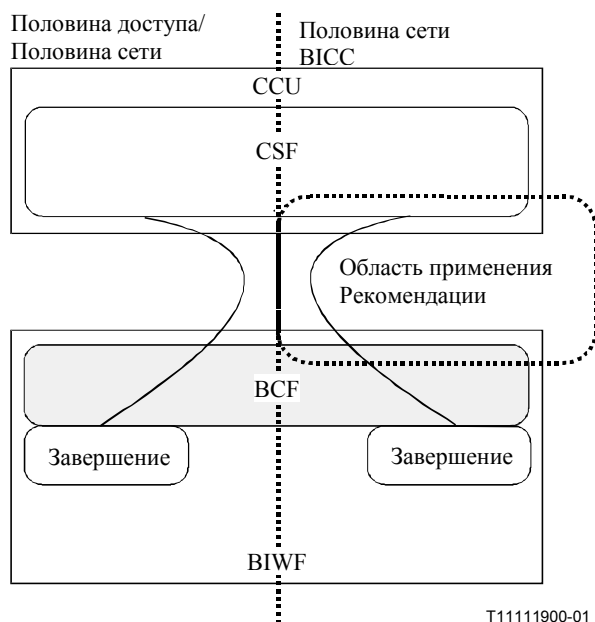 Половина доступа/
Половина сети
Половина сети
BICC
CCU
CSF
Область применения
Рекомендации
BCF
Завершение
Завершение
BIWF
T11111900-01